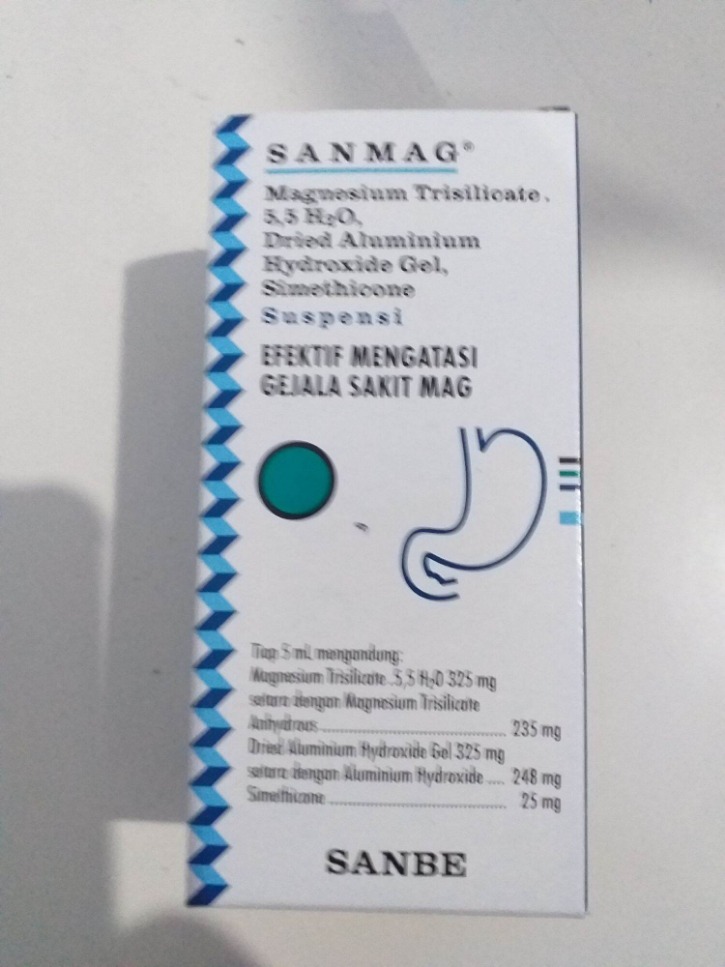 SANMAG®
Magnesium Trisilicate.
5,5 H₂O,
Dried Aluminium
Hydroxide Gel,
Simethicone
Suspensi
EFEKTIF MENGATASI
GEJALA SAKIT MAG
Tiap 5 mL mengandung:
Magnesium Trisilicate .5,5 H₂O 325 mg
setara dengan Magnesium Trisilicate
Anhydrous ........................................ 235 mg
Dried Aluminium Hydroxide Gel 325 mg
setara dengan Aluminium Hydroxide .... 248 mg
Simethicone ........................................ 25 mg
SANBE